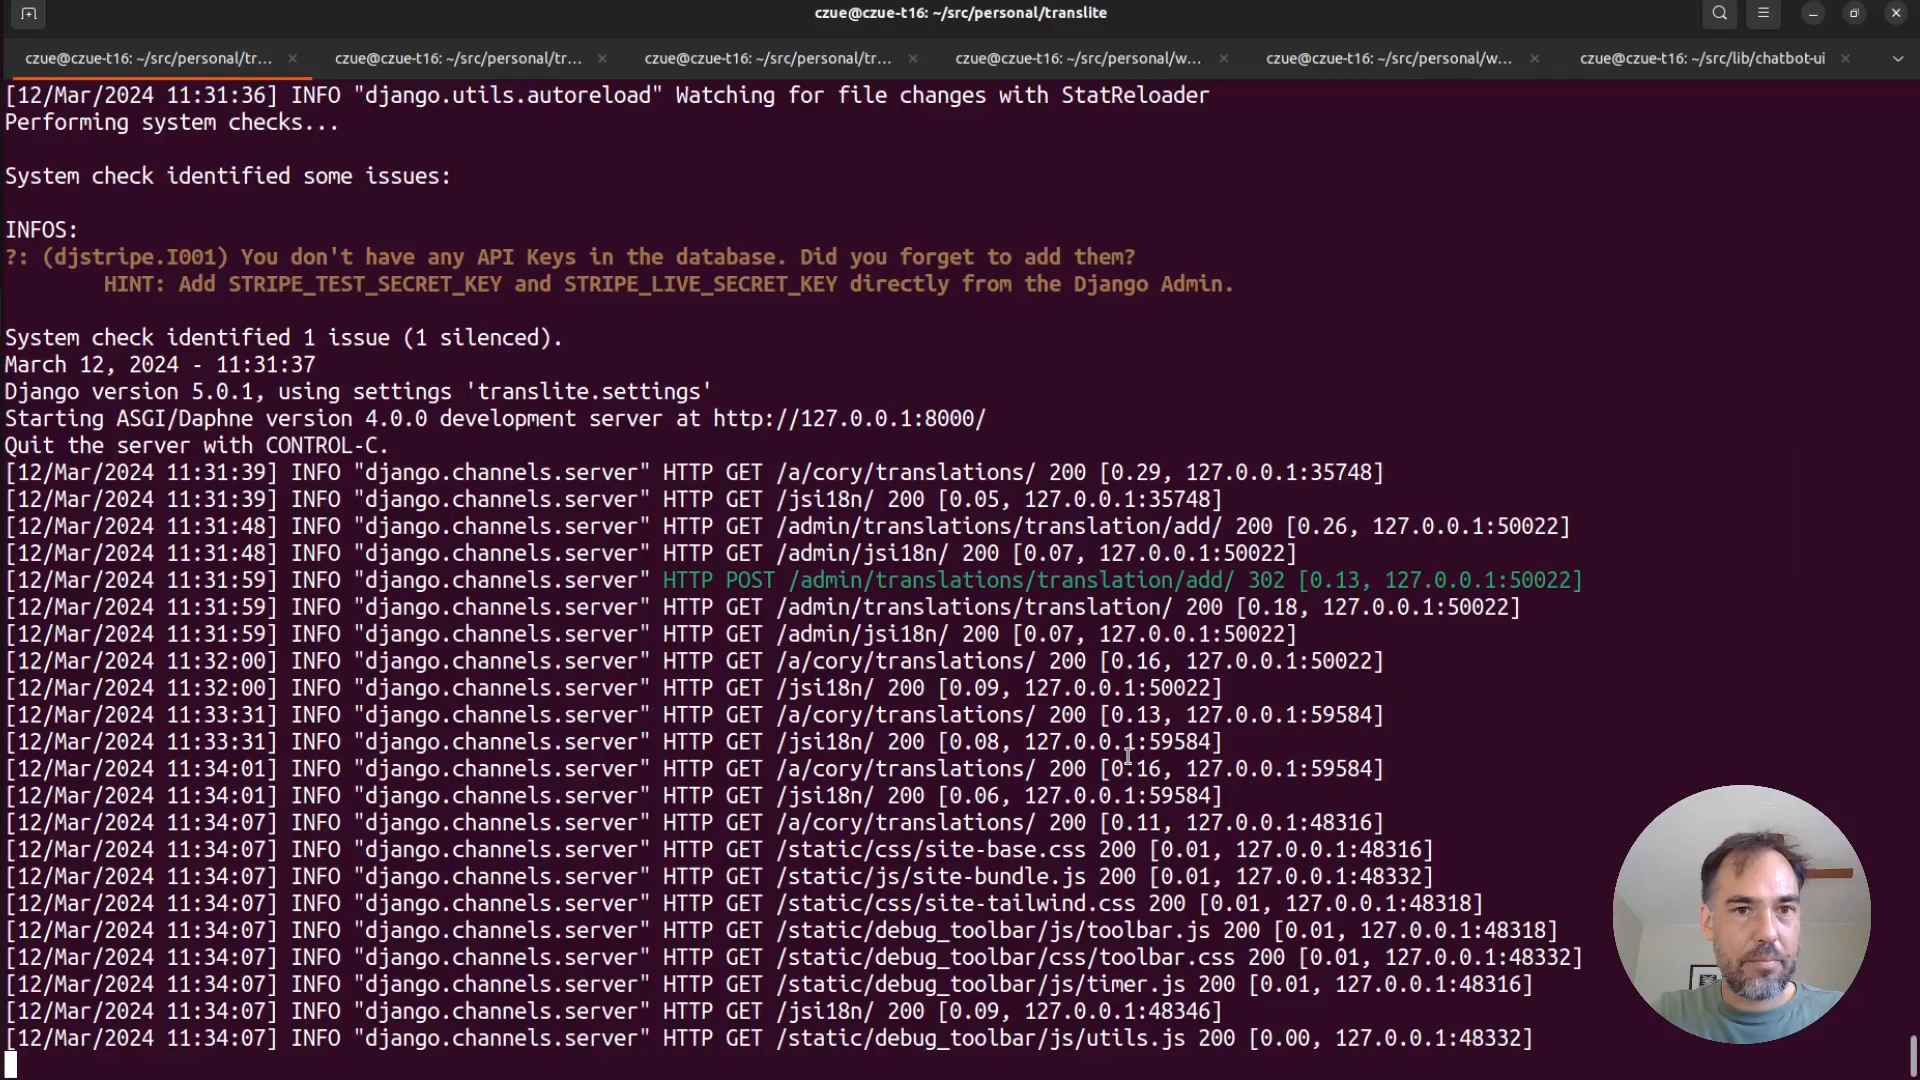 czue@czue-t16: ~/src/personal/translite
czue@czue-t16: ~/src/personal/tr...
czue@czue-t16: ~/src/personal/tr...
czue@czue-t16: ~/src/personal/tr...
czue@czue-t16: ~/src/personal/w...
czue@czue-t16: ~/src/personal/w...
czue@czue-t16: ~/src/lib/chatbot-ui
[12/Mar/2024 11:31:36] INFO "django.utils.autoreload" Watching for file changes with StatReloader
Performing system checks...
System check identified some issues:
INFOS:
?: (djstripe.I001) You don't have any API Keys in the database. Did you forget to add them?
HINT: Add STRIPE_TEST_SECRET_KEY and STRIPE_LIVE_SECRET_KEY directly from the Django Admin.
System check identified 1 issue (1 silenced).
March 12, 2024 - 11:31:37
Django version 5.0.1, using settings 'translite.settings'
Starting ASGI/Daphne version 4.0.0 development server at http://127.0.0.1:8000/
Quit the server with CONTROL-C.
[12/Mar/2024 11:31:39] INFO "django.channels.server" HTTP GET /a/cory/translations/ 200 [0.29, 127.0.0.1:35748]
[12/Mar/2024 11:31:39] INFO "django.channels.server" HTTP GET /jsi18n/ 200 [0.05, 127.0.0.1:35748]
[12/Mar/2024 11:31:48] INFO "django.channels.server" HTTP GET /admin/translations/translation/add/ 200 [0.26, 127.0.0.1:50022]
[12/Mar/2024 11:31:48] INFO "django.channels.server" HTTP GET /admin/jsi18n/ 200 [0.07, 127.0.0.1:50022]
[12/Mar/2024 11:31:59] INFO "django.channels.server" HTTP POST /admin/translations/translation/add/ 302 [0.13, 127.0.0.1:50022]
[12/Mar/2024 11:31:59] INFO "django.channels.server" HTTP GET /admin/translations/translation/ 200 [0.18, 127.0.0.1:50022]
[12/Mar/2024 11:31:59] INFO "django.channels.server" HTTP GET /admin/jsi18n/ 200 [0.07, 127.0.0.1:50022]
[12/Mar/2024 11:32:00] INFO "django.channels.server" HTTP GET /a/cory/translations/ 200 [0.16, 127.0.0.1:50022]
[12/Mar/2024 11:32:00] INFO "django.channels.server" HTTP GET /jsi18n/ 200 [0.09, 127.0.0.1:50022]
[12/Mar/2024 11:33:31] INFO "django.channels.server" HTTP GET /a/cory/translations/ 200 [0.13, 127.0.0.1:59584]
[12/Mar/2024 11:33:31] INFO "django.channels.server" HTTP GET /jsi18n/ 200 [0.08, 127.0.0.1:59584]
[12/Mar/2024 11:34:01] INFO "django.channels.server" HTTP GET /a/cory/translations/ 200 [0.16, 127.0.0.1:59584]
[12/Mar/2024 11:34:01] INFO "django.channels.server" HTTP GET /jsi18n/ 200 [0.06, 127.0.0.1:59584]
[12/Mar/2024 11:34:07] INFO "django.channels.server" HTTP GET /a/cory/translations/ 200 [0.11, 127.0.0.1:48316]
[12/Mar/2024 11:34:07] INFO "django.channels.server" HTTP GET /static/css/site-base.css 200 [0.01, 127.0.0.1:48316]
[12/Mar/2024 11:34:07] INFO "django.channels.server" HTTP GET /static/js/site-bundle.js 200 [0.01, 127.0.0.1:48332]
[12/Mar/2024 11:34:07] INFO "django.channels.server" HTTP GET /static/css/site-tailwind.css 200 [0.01, 127.0.0.1:48318]
[12/Mar/2024 11:34:07] INFO "django.channels.server" HTTP GET /static/debug_toolbar/js/toolbar.js 200 [0.01, 127.0.0.1:48318]
[12/Mar/2024 11:34:07] INFO "django.channels.server" HTTP GET /static/debug_toolbar/css/toolbar.css 200 [0.01, 127.0.0.1:48332]
[12/Mar/2024 11:34:07] INFO "django.channels.server" HTTP GET /static/debug_toolbar/js/timer.js 200 [0.01, 127.0.0.1:48316]
[12/Mar/2024 11:34:07] INFO "django.channels.server" HTTP GET /jsi18n/ 200 [0.09, 127.0.0.1:48346]
[12/Mar/2024 11:34:07] INFO "django.channels.server" HTTP GET /static/debug_toolbar/js/utils.js 200 [0.00, 127.0.0.1:48332]